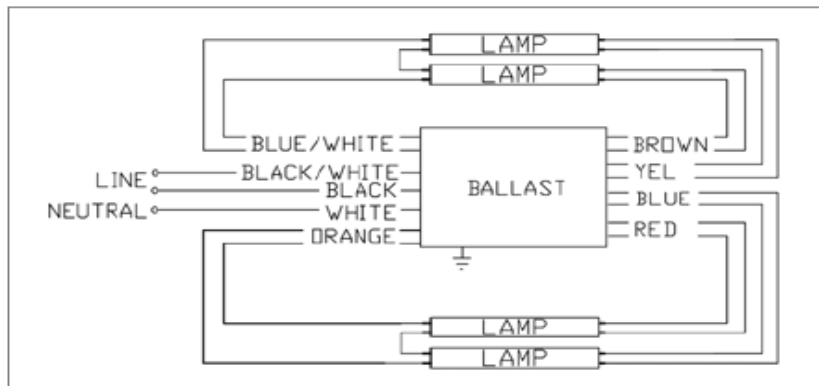 LAMP
LAMP
BLUE/WHITE
BROWN
LINE
BLACK/WHITE
YEL
BLACK
BALLAST
BLUE
NEUTRAL
WHITE
ORANGE
RED
LAMP
LAMP